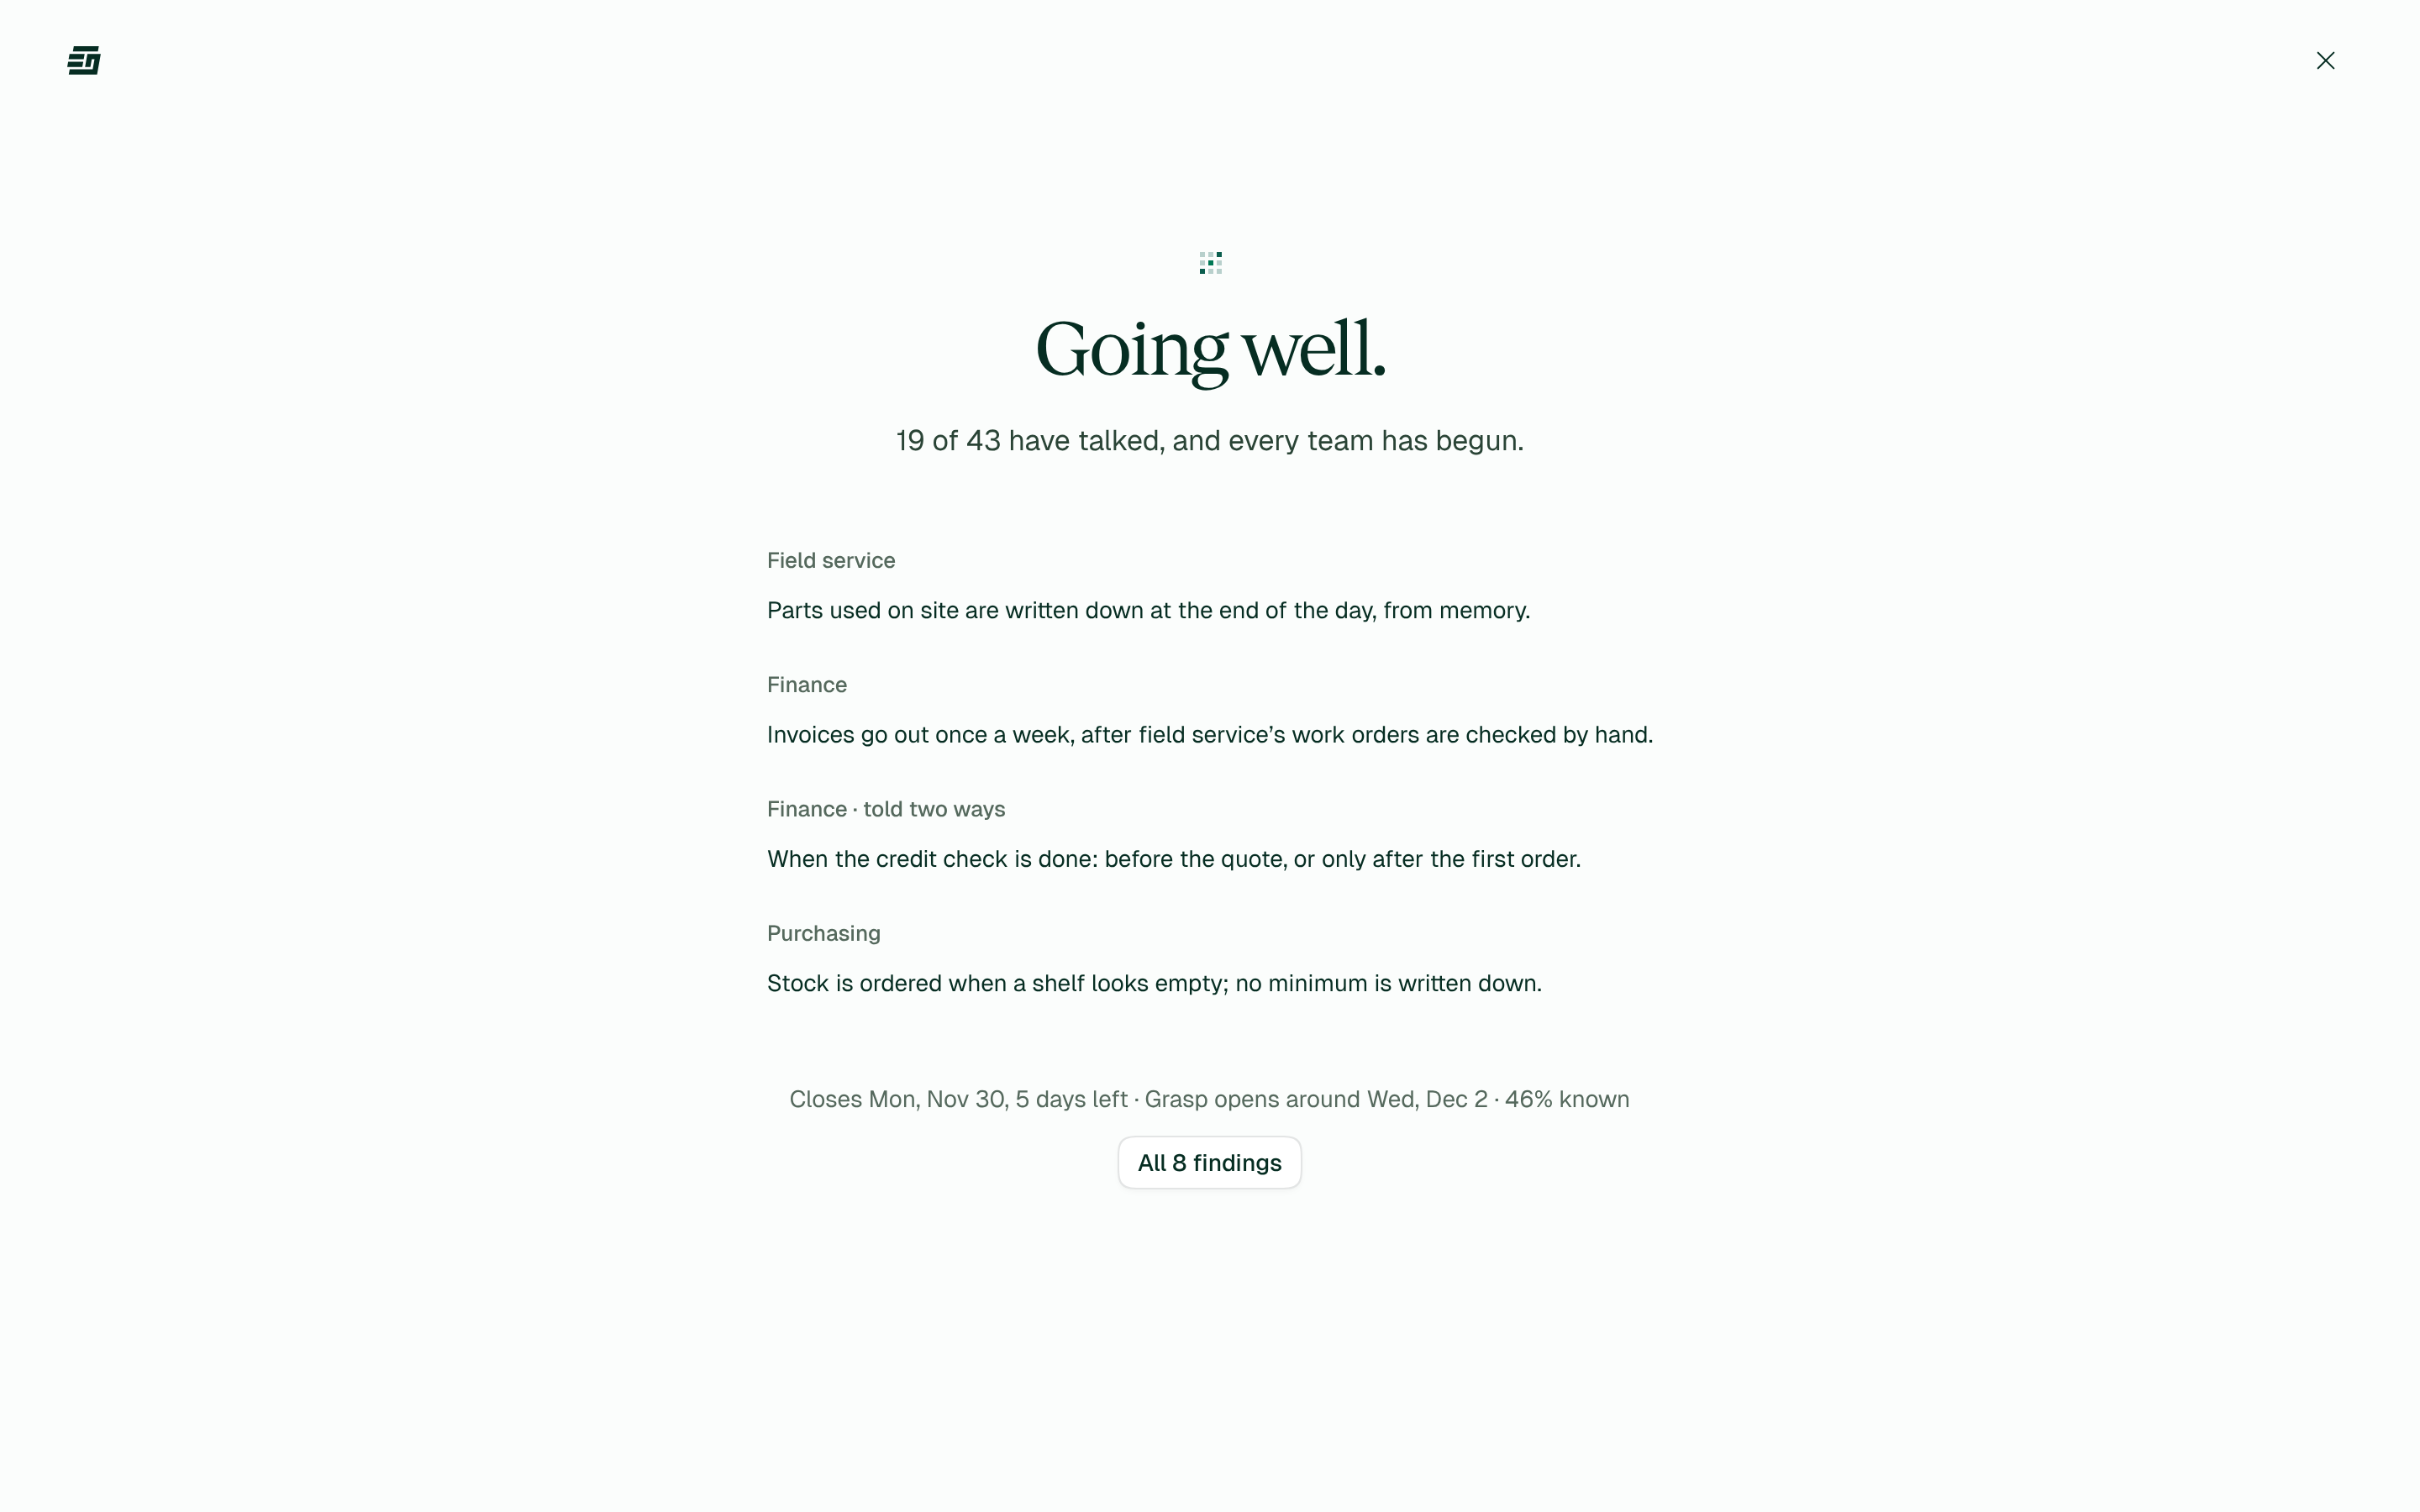 Going well.
19 of 43 have talked, and every team has begun.
Field service
Parts used on site are written down at the end of the day, from memory.
Finance
Invoices go out once a week, after field service’s work orders are checked by hand.
Finance · told two ways
When the credit check is done: before the quote, or only after the first order.
Purchasing
Stock is ordered when a shelf looks empty; no minimum is written down.
Closes Mon, Nov 30, 5 days left · Grasp opens around Wed, Dec 2 · 46% known
All 8 findings